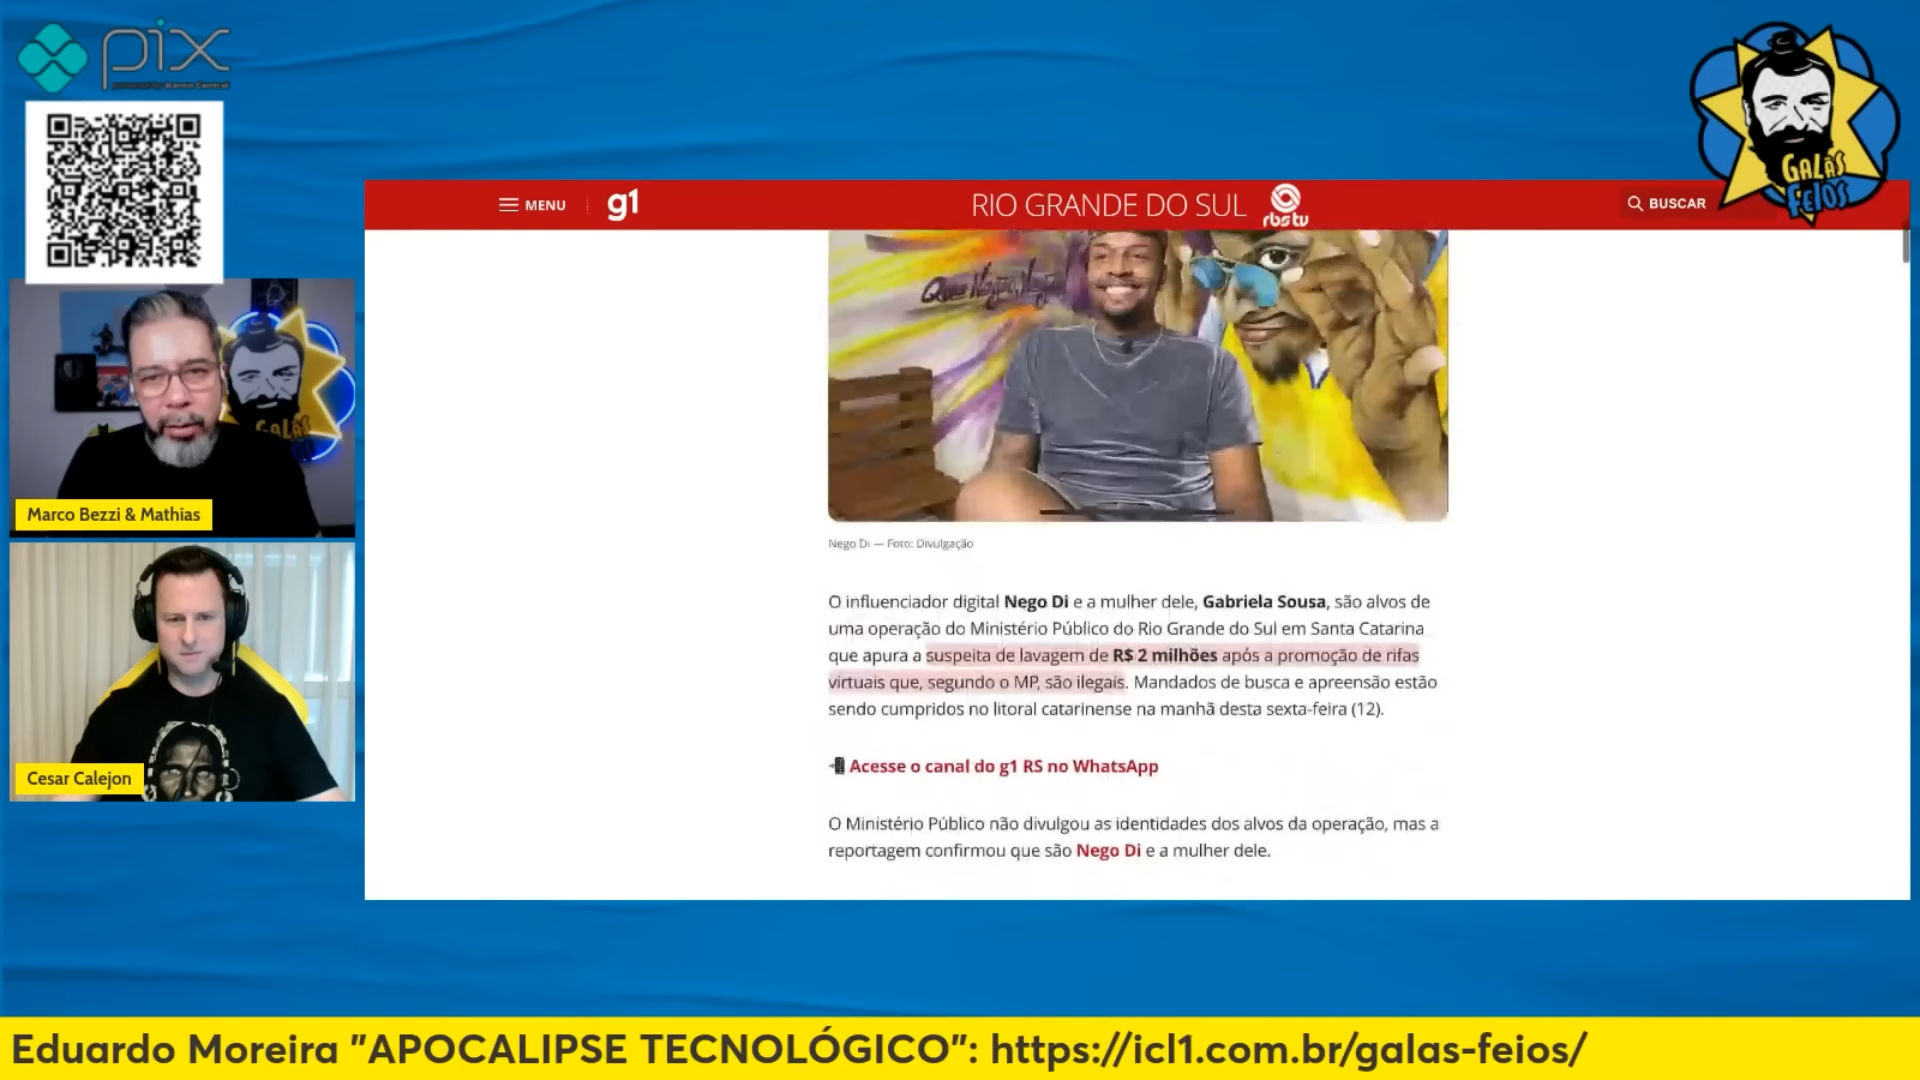 pix
powered by Banco Central
GALÃS
FEIOS
MENU
g1
RIO GRANDE DO SUL
rbs tv
BUSCAR
Nego Di — Foto: Divulgação
O influenciador digital Nego Di e a mulher dele, Gabriela Sousa, são alvos de
uma operação do Ministério Público do Rio Grande do Sul em Santa Catarina
que apura a suspeita de lavagem de R$ 2 milhões após a promoção de rifas
virtuais que, segundo o MP, são ilegais. Mandados de busca e apreensão estão
sendo cumpridos no litoral catarinense na manhã desta sexta-feira (12).
Acesse o canal do g1 RS no WhatsApp
O Ministério Público não divulgou as identidades dos alvos da operação, mas a
reportagem confirmou que são Nego Di e a mulher dele.
GALÃS
Marco Bezzi & Mathias
Cesar Calejon
Eduardo Moreira "APOCALIPSE TECNOLÓGICO": https://icl1.com.br/galas-feios/